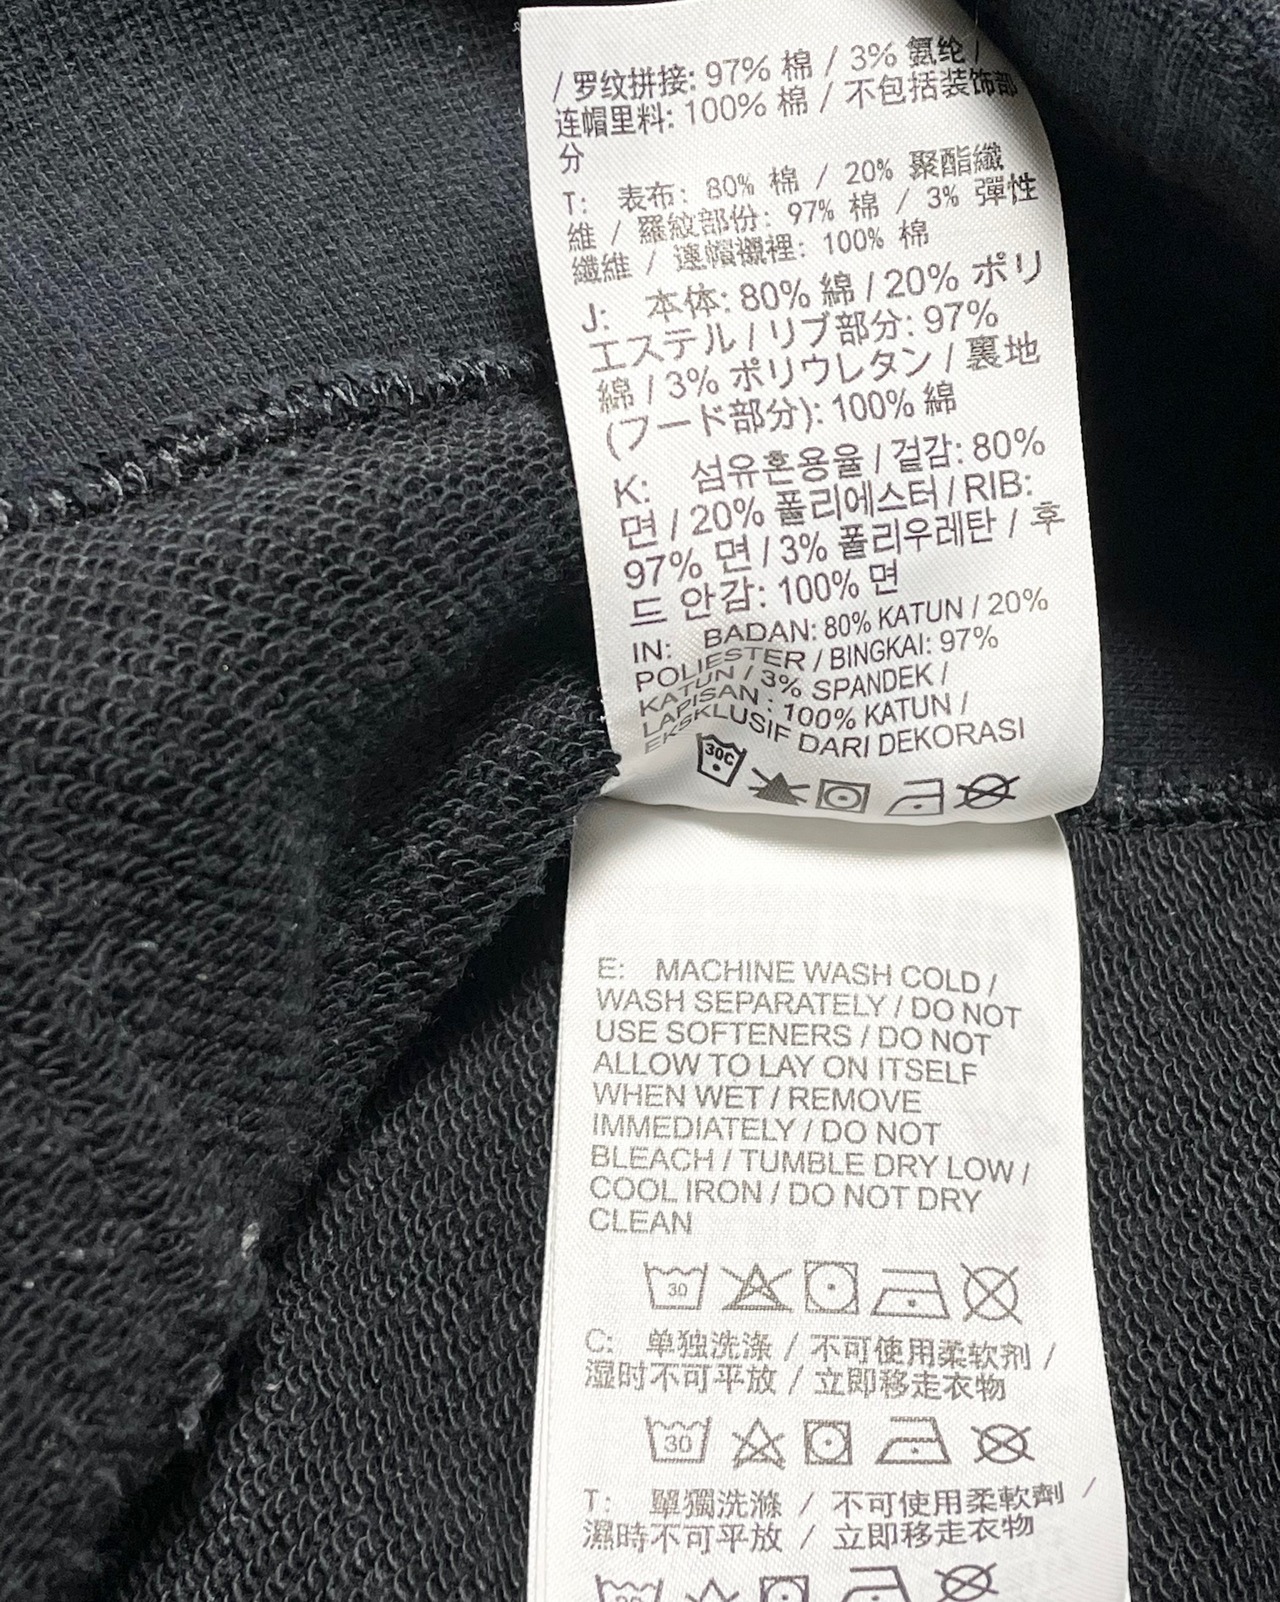 / 罗纹拼接: 97% 棉 / 3% 氨纶 /
连帽里料: 100% 棉 / 不包括装饰部
分
T: 表布: 80% 棉 / 20% 聚酯纖
維 / 羅紋部份: 97% 棉 / 3% 彈性
纖維 / 連帽襯裡: 100% 棉
J: 本体: 80% 綿 / 20% ポリ
エステル / リブ部分: 97%
綿 / 3% ポリウレタン / 裏地
(フード部分): 100% 綿
K: 섬유혼용율 / 겉감: 80%
면 / 20% 폴리에스터 / RIB:
97% 면 / 3% 폴리우레탄 / 후
드 안감: 100% 면
IN: BADAN: 80% KATUN / 20%
POLIESTER / BINGKAI: 97%
KATUN / 3% SPANDEK /
LAPISAN : 100% KATUN /
EKSKLUSIF DARI DEKORASI
30C
E: MACHINE WASH COLD /
WASH SEPARATELY / DO NOT
USE SOFTENERS / DO NOT
ALLOW TO LAY ON ITSELF
WHEN WET / REMOVE
IMMEDIATELY / DO NOT
BLEACH / TUMBLE DRY LOW /
COOL IRON / DO NOT DRY
CLEAN
30
C: 单独洗涤 / 不可使用柔软剂 /
湿时不可平放 / 立即移走衣物
30
T: 單獨洗滌 / 不可使用柔軟劑 /
濕時不可平放 / 立即移走衣物